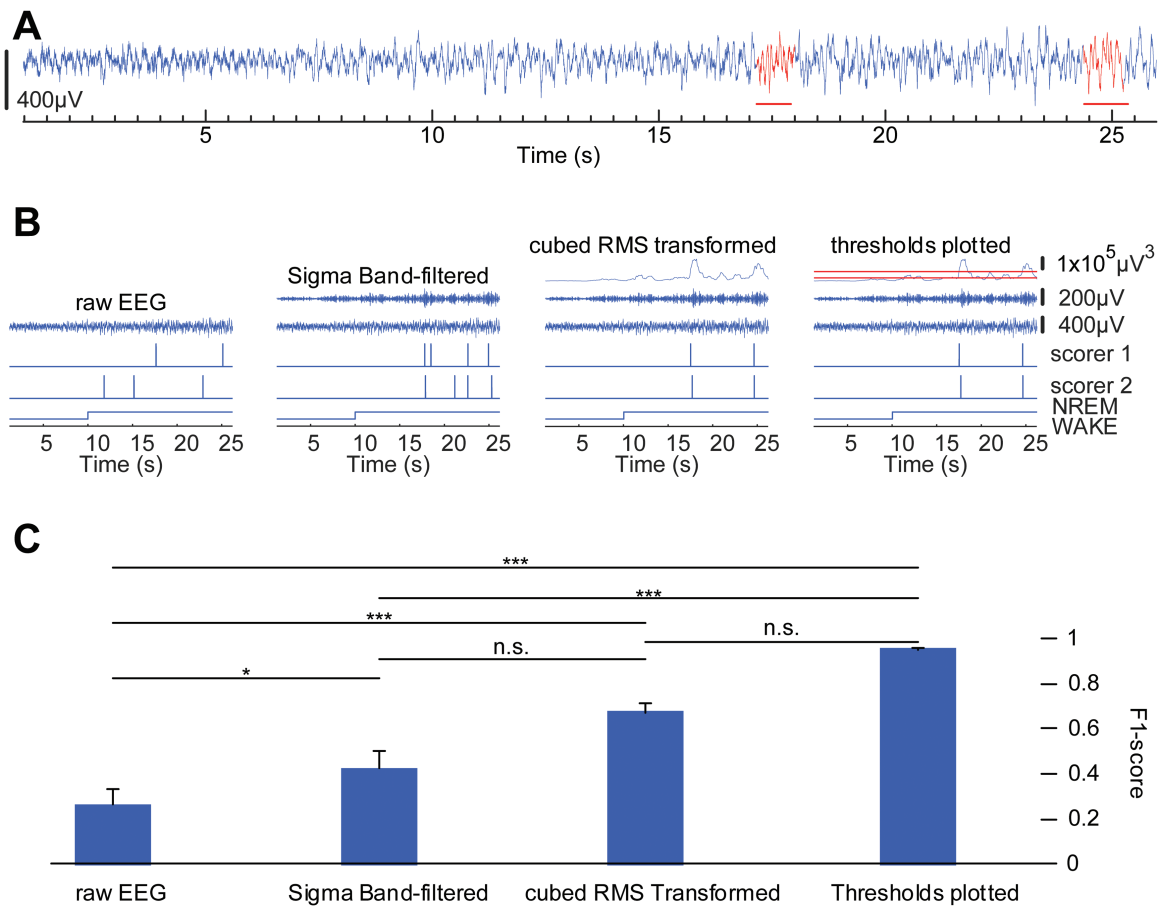 A
400µV
5 10 15 20 25
Time (s)
B
raw EEG
Sigma Band-filtered
cubed RMS transformed
thresholds plotted
1x10⁵µV³
200µV
400µV
scorer 1
scorer 2
NREM
WAKE
5 10 15 20 25 5 10 15 20 25 5 10 15 20 25 5 10 15 20 25
Time (s) Time (s) Time (s) Time (s)
C
***
***
***
n.s.
n.s.
*
1
0.8
0.6
0.4
0.2
0
F1-score
raw EEG Sigma Band-filtered cubed RMS Transformed Thresholds plotted